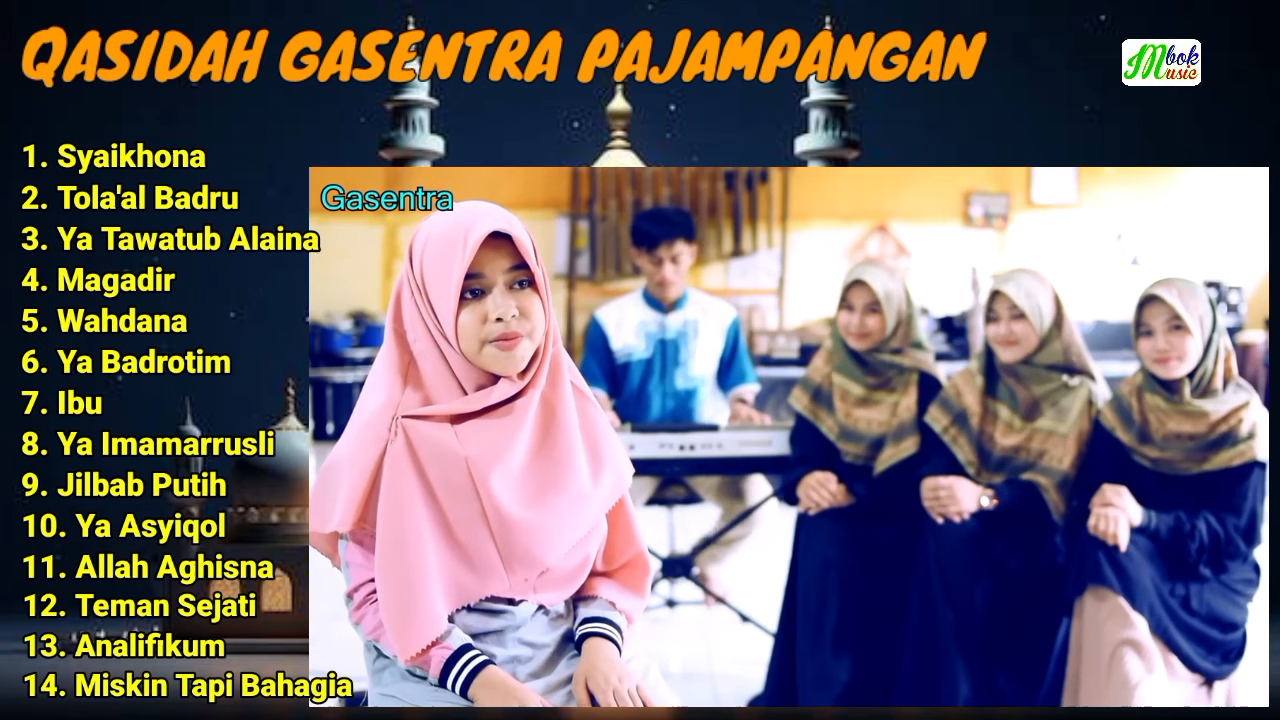 QASIDAH GASENTRA PAJAMPANGAN
Mbok
Music
1. Syaikhona
2. Tola'al Badru
3. Ya Tawatub Alaina
4. Magadir
5. Wahdana
6. Ya Badrotim
7. Ibu
8. Ya Imamarrusli
9. Jilbab Putih
10. Ya Asyiqol
11. Allah Aghisna
12. Teman Sejati
13. Analifikum
14. Miskin Tapi Bahagia
Gasentra